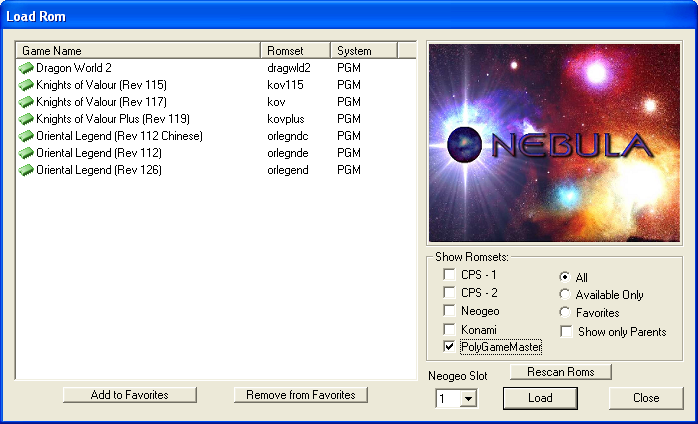 Load Rom
Game Name Romset System
Dragon World 2 dragwld2 PGM
Knights of Valour (Rev 115) kov115 PGM
Knights of Valour (Rev 117) kov PGM
Knights of Valour Plus (Rev 119) kovplus PGM
Oriental Legend (Rev 112 Chinese) orlegndc PGM
Oriental Legend (Rev 112) orlegnde PGM
Oriental Legend (Rev 126) orlegend PGM
Add to Favorites
Remove from Favorites
NEBULA
Show Romsets:
CPS - 1
CPS - 2
Neogeo
Konami
PolyGameMaster
All
Available Only
Favorites
Show only Parents
Neogeo Slot
1
Rescan Roms
Load
Close